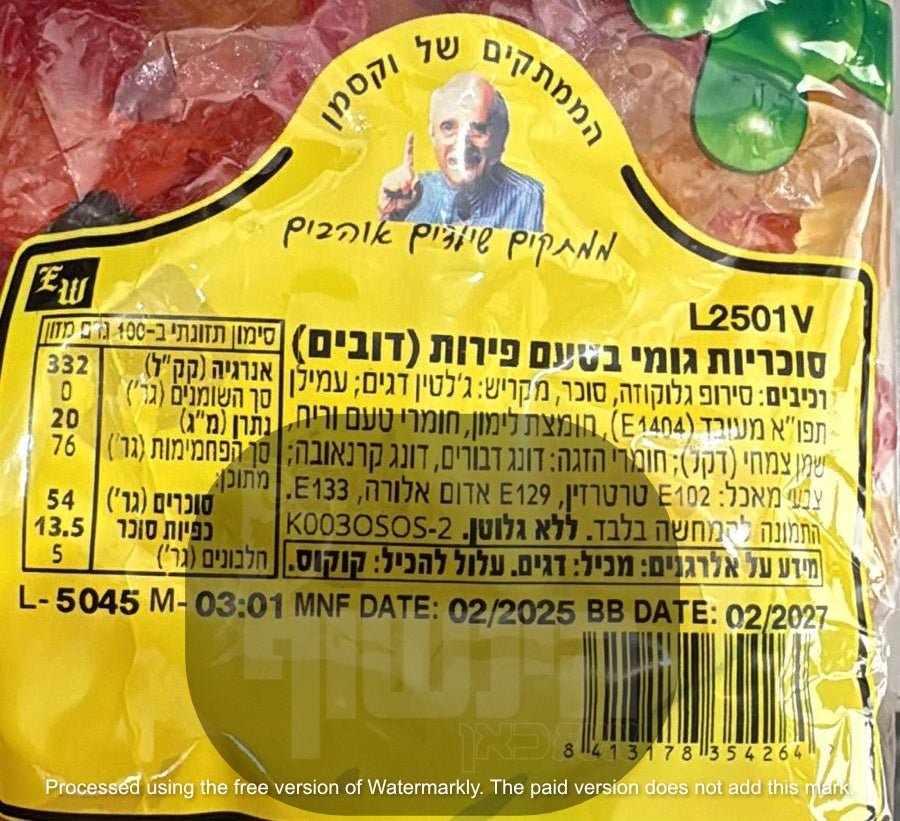 הממתקים של וקסמן
ממתקים שיודים אוהבים
EW
L2501V
סוכריות גומי בטעם פירות (דובים)
רכיבים: סירופ גלוקוזה, סוכר, מקריש: ג'לטין דגים; עמילן
תפו"א מעובד (E1404), חומצת לימון, חומרי טעם וריח,
שמן צמחי (דקל); חומרי הזגה: דונג דבורים, דונג קרנאובה;
צבעי מאכל: E102 טרטרזין, E129 אדום אלורה, E133.
התמונה להמחשה בלבד. ללא גלוטן. K003OSOS-2
מידע על אלרגנים: מכיל: דגים. עלול להכיל: קוקוס.
סימון תזונתי ב-100 גרם מזון
אנרגיה (קק"ל) 332
סך השומנים (גר') 0
נתרן (מ"ג) 20
סך הפחמימות (גר') 76
מתוכן:
סוכרים (גר') 54
כפיות סוכר 13.5
חלבונים (גר') 5
L- 5045 M- 03:01 MNF DATE: 02/2025 BB DATE: 02/2027
8 413178 354264 >
Processed using the free version of Watermarkly. The paid version does not add this mark.